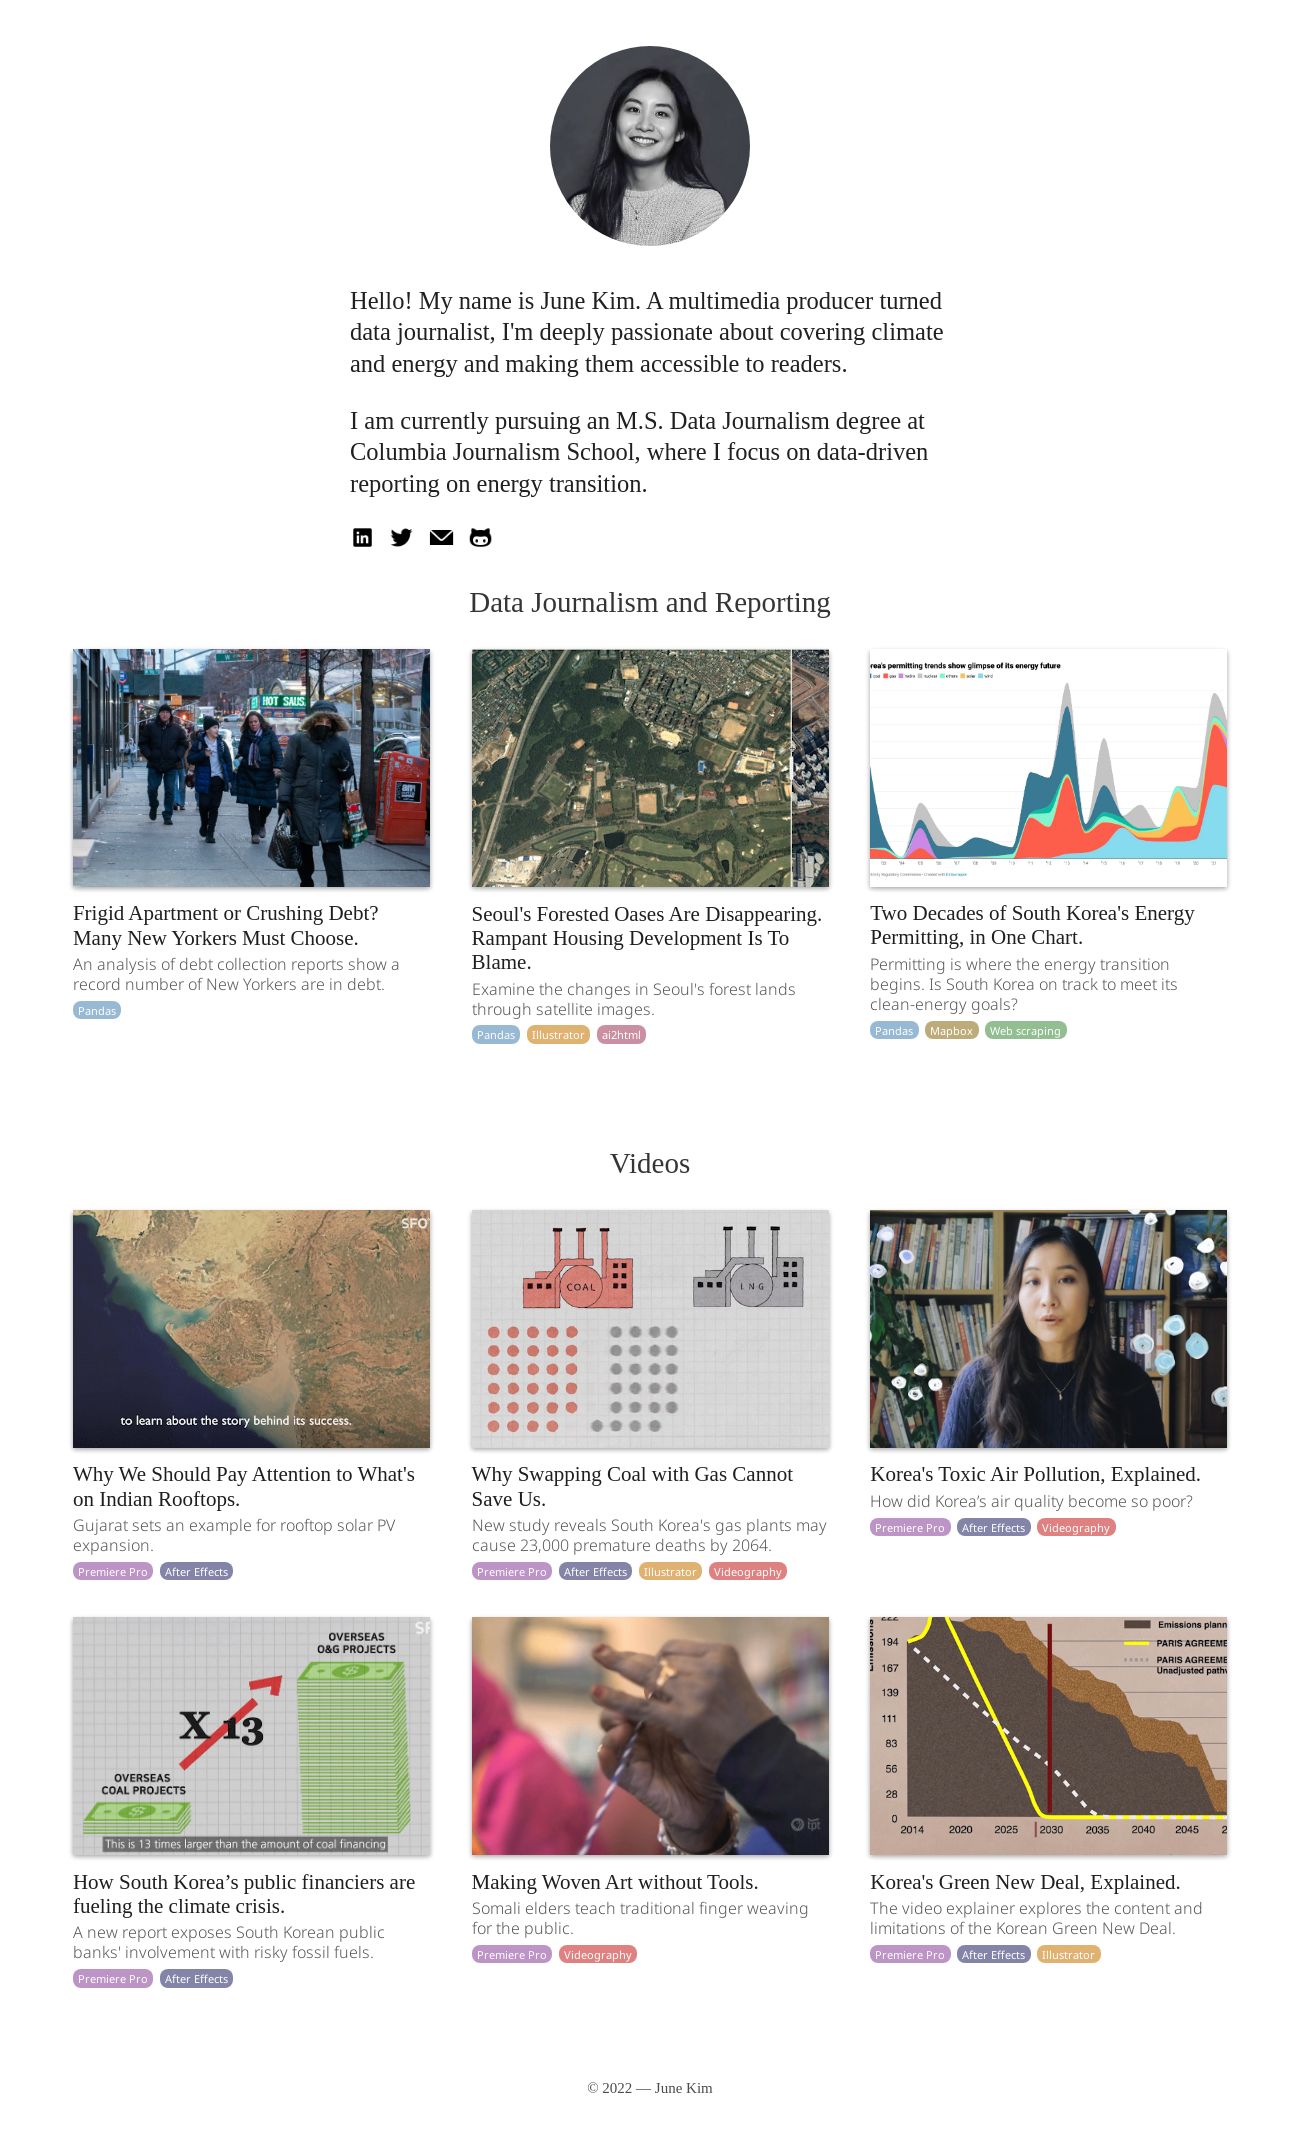 Hello! My name is June Kim. A multimedia producer turned
data journalist, I'm deeply passionate about covering climate
and energy and making them accessible to readers.
I am currently pursuing an M.S. Data Journalism degree at
Columbia Journalism School, where I focus on data-driven
reporting on energy transition.
in
Data Journalism and Reporting
HOT SAUS
rea's permitting trends show glimpse of its energy future
coal gas hydro nuclear others solar wind
Frigid Apartment or Crushing Debt?
Many New Yorkers Must Choose.
An analysis of debt collection reports show a
record number of New Yorkers are in debt.
Pandas
Seoul's Forested Oases Are Disappearing.
Rampant Housing Development Is To
Blame.
Examine the changes in Seoul's forest lands
through satellite images.
Pandas Illustrator ai2html
Two Decades of South Korea's Energy
Permitting, in One Chart.
Permitting is where the energy transition
begins. Is South Korea on track to meet its
clean-energy goals?
Pandas Mapbox Web scraping
Videos
SFO
to learn about the story behind its success.
COAL
LNG
Why We Should Pay Attention to What's
on Indian Rooftops.
Gujarat sets an example for rooftop solar PV
expansion.
Premiere Pro After Effects
Why Swapping Coal with Gas Cannot
Save Us.
New study reveals South Korea's gas plants may
cause 23,000 premature deaths by 2064.
Premiere Pro After Effects Illustrator Videography
Korea's Toxic Air Pollution, Explained.
How did Korea’s air quality become so poor?
Premiere Pro After Effects Videography
OVERSEAS
O&G PROJECTS
X 13
OVERSEAS
COAL PROJECTS
This is 13 times larger than the amount of coal financing
tpt
Emissions
222
194
167
139
111
83
56
28
0
2014 2020 2025 2030 2035 2040 2045 2
Emissions plann
PARIS AGREEME
PARIS AGREEME
Unadjusted pathw
How South Korea’s public financiers are
fueling the climate crisis.
A new report exposes South Korean public
banks' involvement with risky fossil fuels.
Premiere Pro After Effects
Making Woven Art without Tools.
Somali elders teach traditional finger weaving
for the public.
Premiere Pro Videography
Korea's Green New Deal, Explained.
The video explainer explores the content and
limitations of the Korean Green New Deal.
Premiere Pro After Effects Illustrator
© 2022 — June Kim